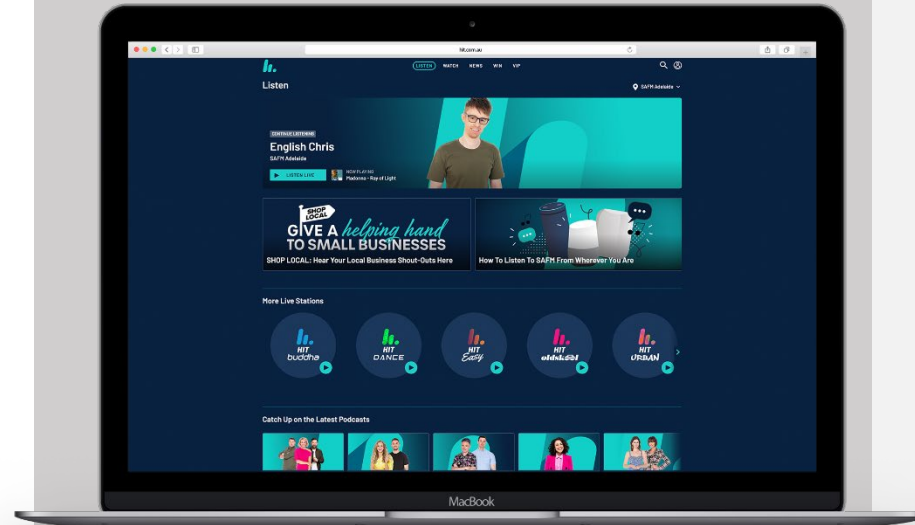 hit.com.au
h.
LISTEN WATCH NEWS WIN VIP
Listen
SAFM Adelaide
CONTINUE LISTENING
English Chris
SAFM Adelaide
LISTEN LIVE
NOW PLAYING
Madonna - Ray of Light
SHOP LOCAL
GIVE A helping hand
TO SMALL BUSINESSES
SHOP LOCAL: Hear Your Local Business Shout-Outs Here
How To Listen To SAFM From Wherever You Are
More Live Stations
h. HIT buddha
h. HIT DANCE
h. HIT Easy
h. HIT oldskool
h. HIT URBAN
Catch Up on the Latest Podcasts
MacBook